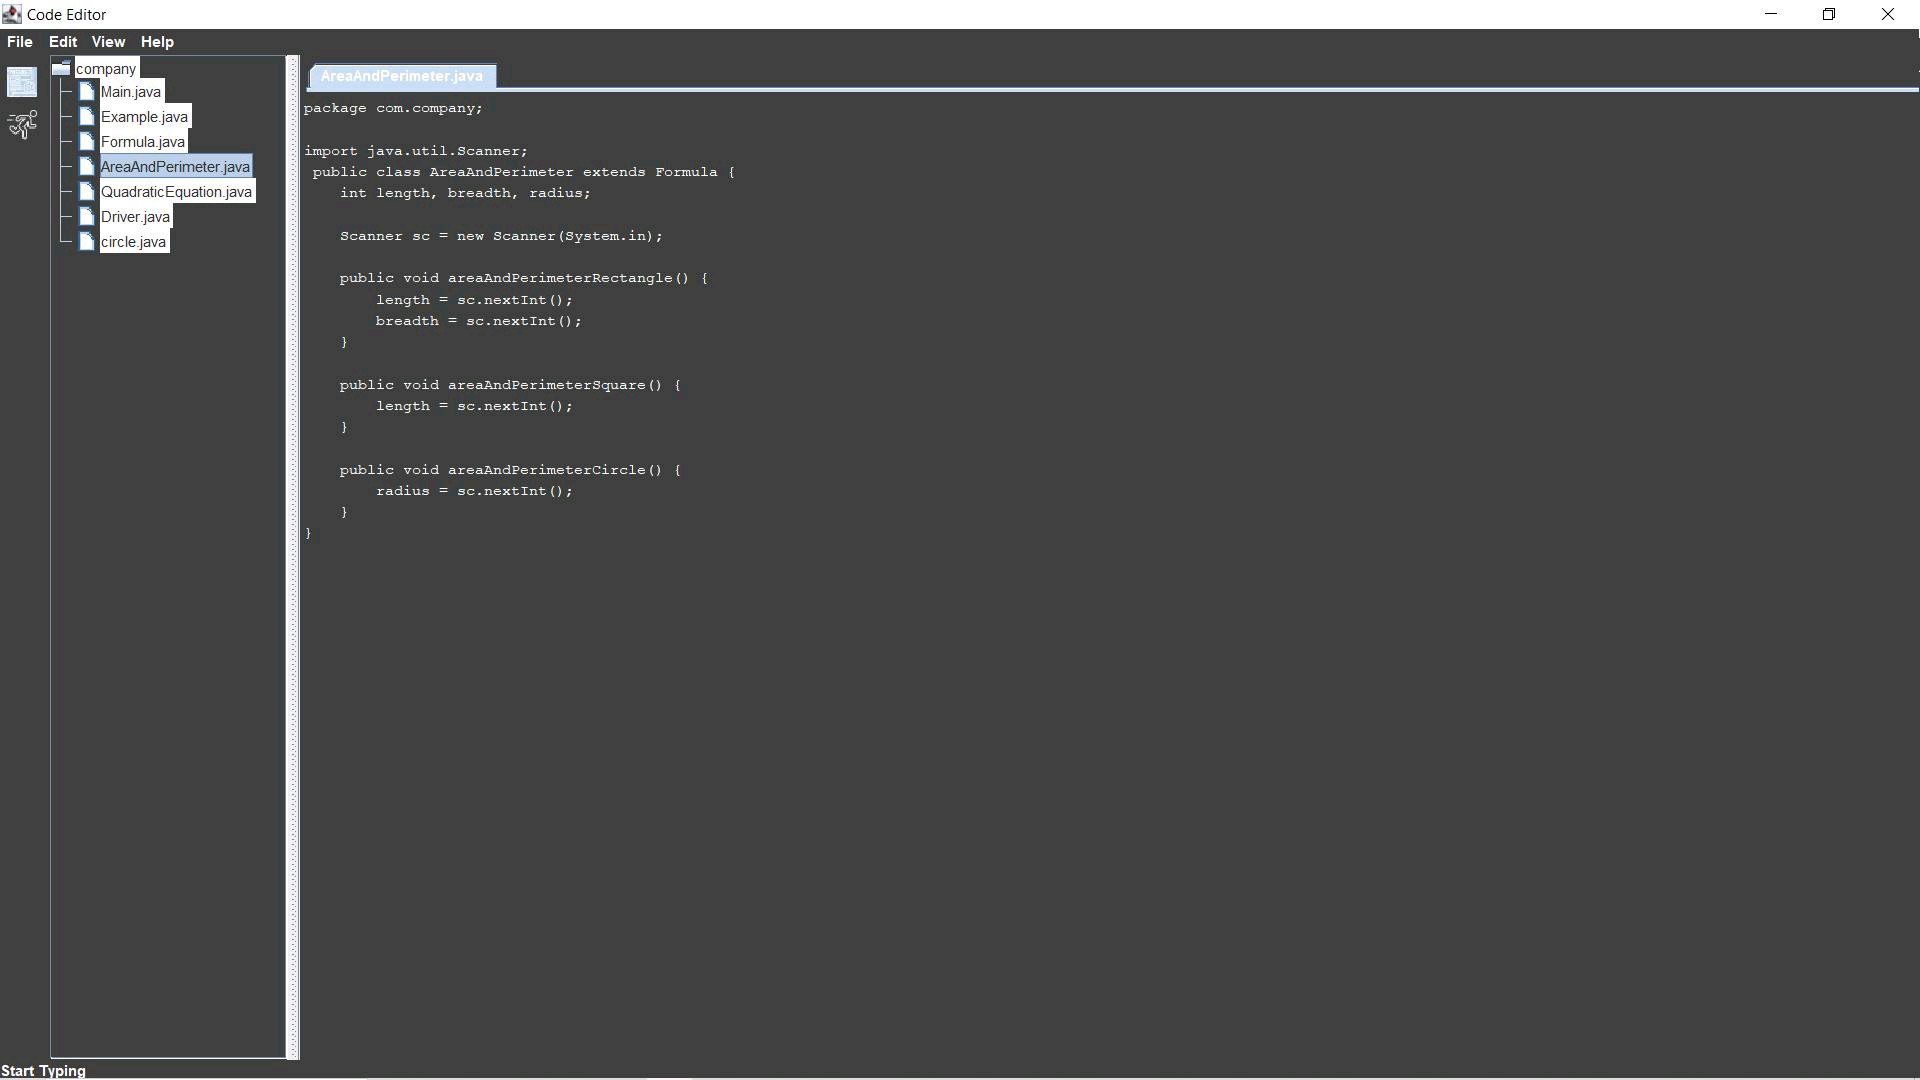 Code Editor
File Edit View Help
company
Main.java
Example.java
Formula.java
AreaAndPerimeter.java
QuadraticEquation.java
Driver.java
circle.java
AreaAndPerimeter.java
package com.company;
import java.util.Scanner;
public class AreaAndPerimeter extends Formula {
int length, breadth, radius;
Scanner sc = new Scanner(System.in);
public void areaAndPerimeterRectangle() {
length = sc.nextInt();
breadth = sc.nextInt();
}
public void areaAndPerimeterSquare() {
length = sc.nextInt();
}
public void areaAndPerimeterCircle() {
radius = sc.nextInt();
}
}
Start Typing